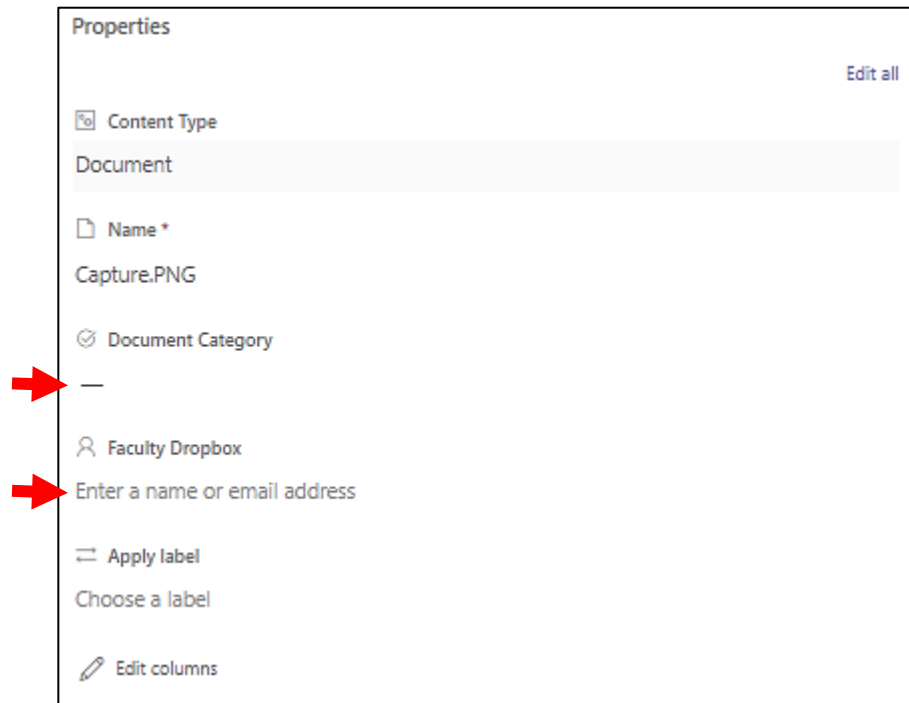 Properties
Edit all
Content Type
Document
Name *
Capture.PNG
Document Category
—
Faculty Dropbox
Enter a name or email address
Apply label
Choose a label
Edit columns